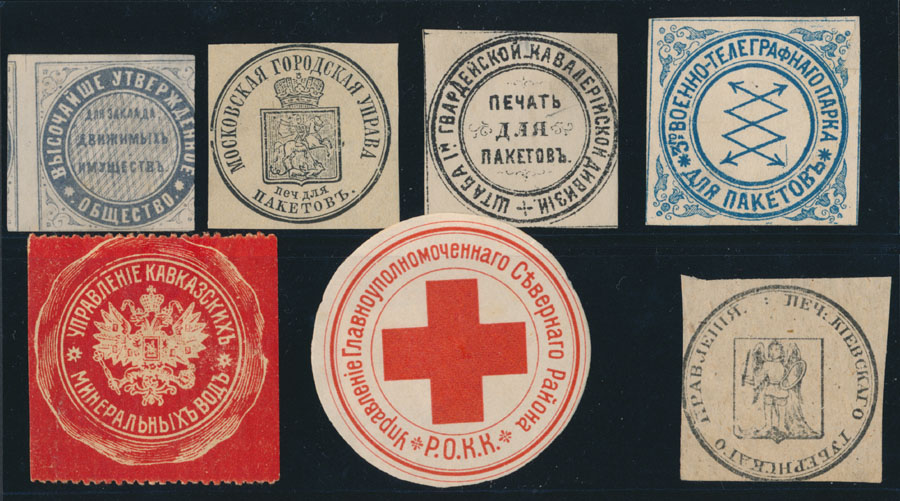 ВЫСОЧАЙШЕ УТВЕРЖДЕННОЕ
ОБЩЕСТВО.
ДЛЯ ЗАКЛАДА
ДВИЖИМЫХЪ
ИМУЩЕСТВЪ.
МОСКОВСКАЯ ГОРОДСКАЯ УПРАВА
ПЕЧ ДЛЯ
ПАКЕТОВЪ.
ШТАБА I Й ГВАРДЕЙСКОЙ КАВАЛЕРІЙСКОЙ ДИВИЗІИ
ПЕЧАТЬ
ДЛЯ
ПАКЕТОВЪ.
3го ВОЕННО-ТЕЛЕГРАФНАГО ПАРКА
ДЛЯ ПАКЕТОВЪ
УПРАВЛЕНІЕ КАВКАЗСКИХЪ
МИНЕРАЛЬНЫХЪ ВОДЪ
Управленіе Главноуполномоченнаго Сѣвернаго Района
Р.О.К.К.
ПЕЧ: КІЕВСКАГО ГУБЕРНСКАГО ПРАВЛЕНІЯ.